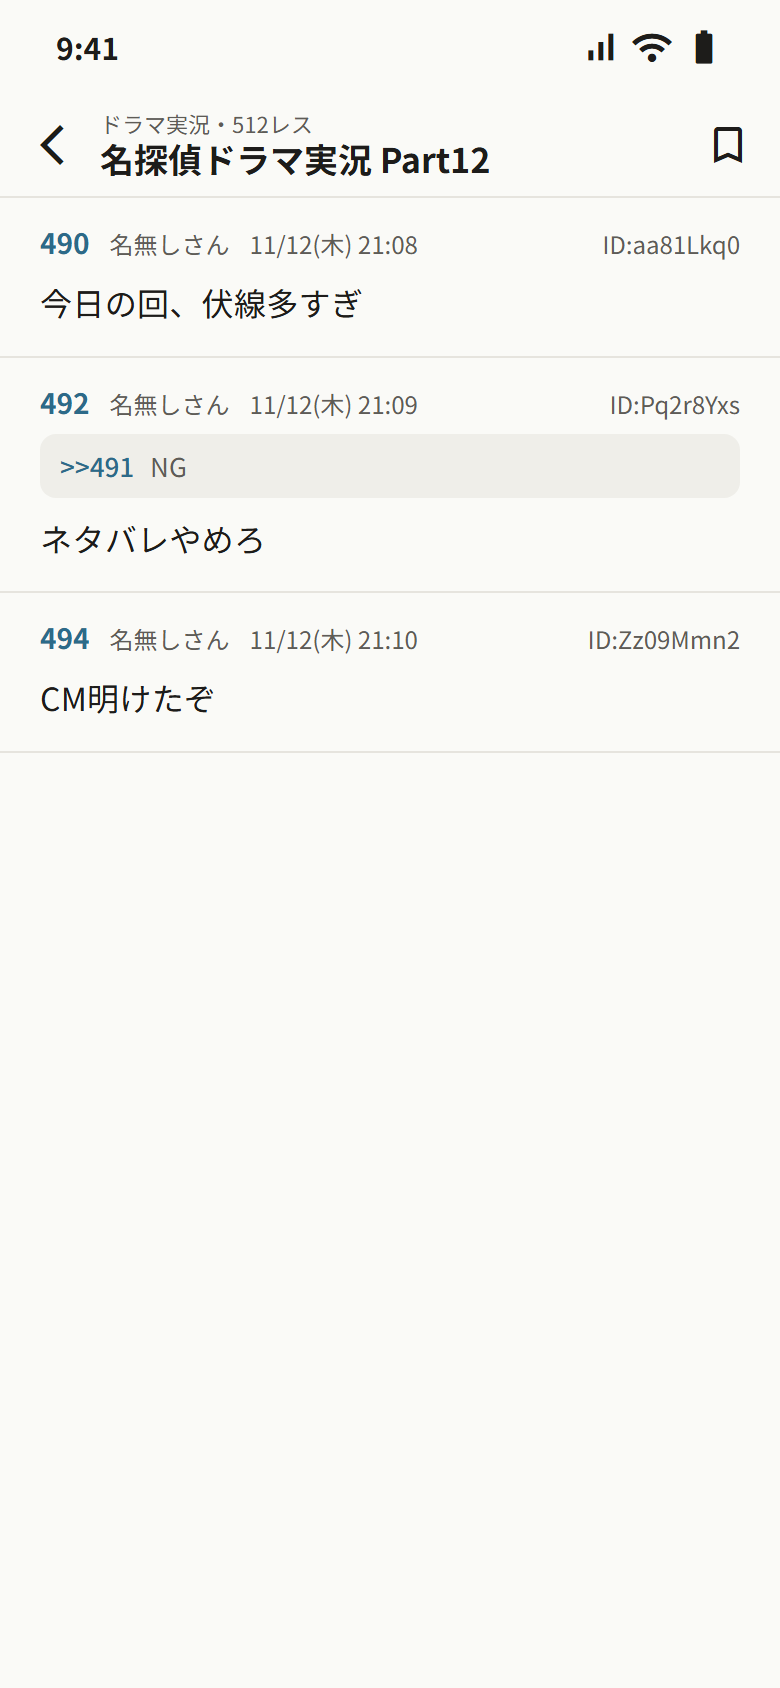 9:41
ドラマ実況・512レス
名探偵ドラマ実況 Part12
490 名無しさん 11/12(木) 21:08 ID:aa81Lkq0
今日の回、伏線多すぎ
492 名無しさん 11/12(木) 21:09 ID:Pq2r8Yxs
>>491 NG
ネタバレやめろ
494 名無しさん 11/12(木) 21:10 ID:Zz09Mmn2
CM明けたぞ